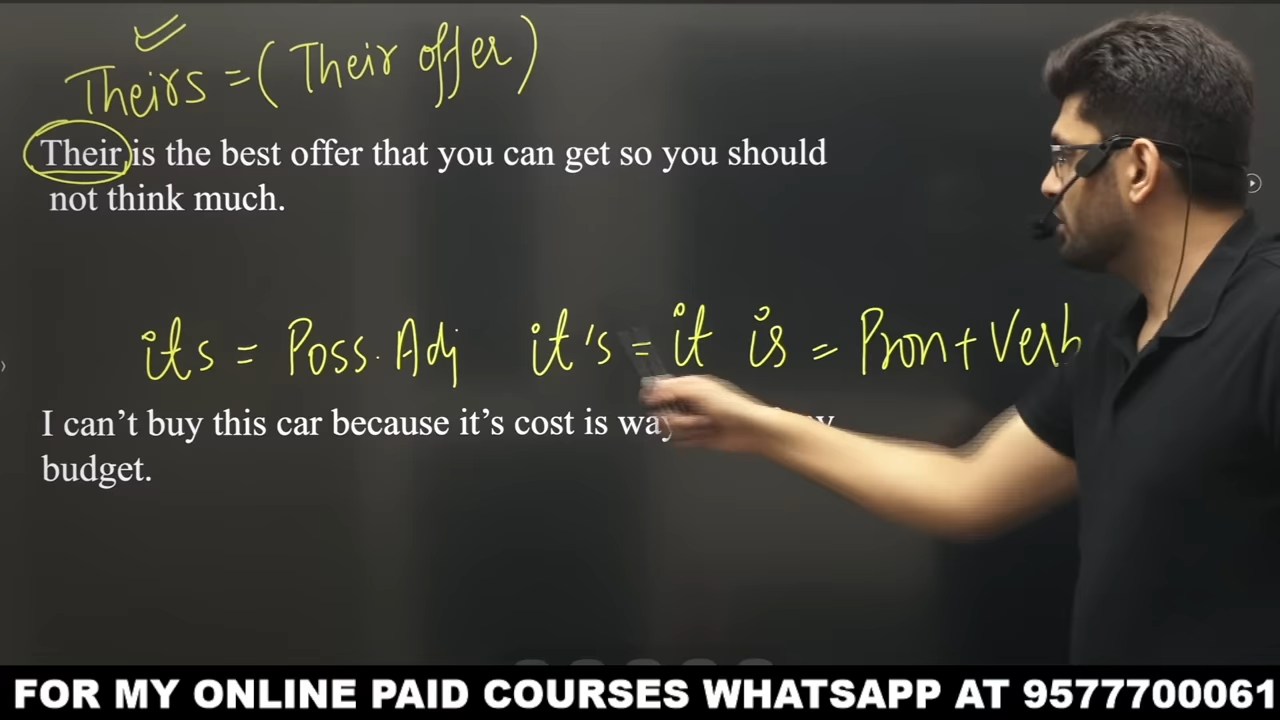 Theirs = (Their offer)
Their is the best offer that you can get so you should
not think much.
its = Poss. Adj it's = it is = Pron + Verb
I can’t buy this car because it’s cost is way
budget.
FOR MY ONLINE PAID COURSES WHATSAPP AT 9577700061